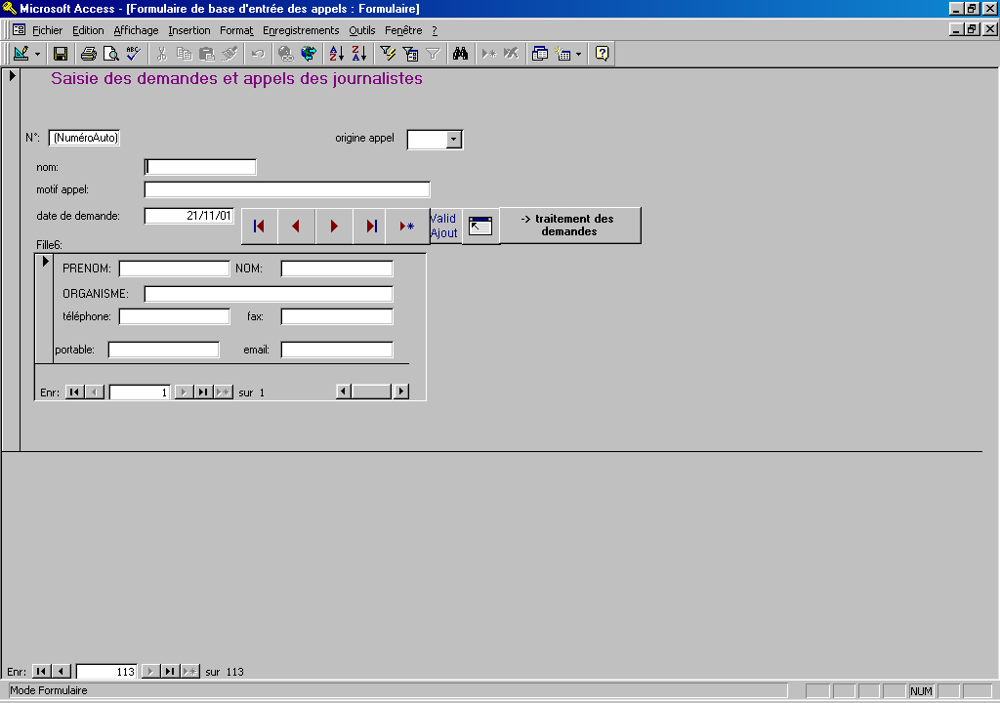 Microsoft Access - [Formulaire de base d'entrée des appels : Formulaire]
Fichier Edition Affichage Insertion Format Enregistrements Outils Fenêtre ?
Saisie des demandes et appels des journalistes
N°: (NuméroAuto) origine appel
nom:
motif appel:
date de demande: 21/11/01
Valid
Ajout
-> traitement des
demandes
Fille6:
PRENOM: NOM:
ORGANISME:
téléphone: fax:
portable: email:
Enr: 1 sur 1
Enr: 113 sur 113
Mode Formulaire NUM